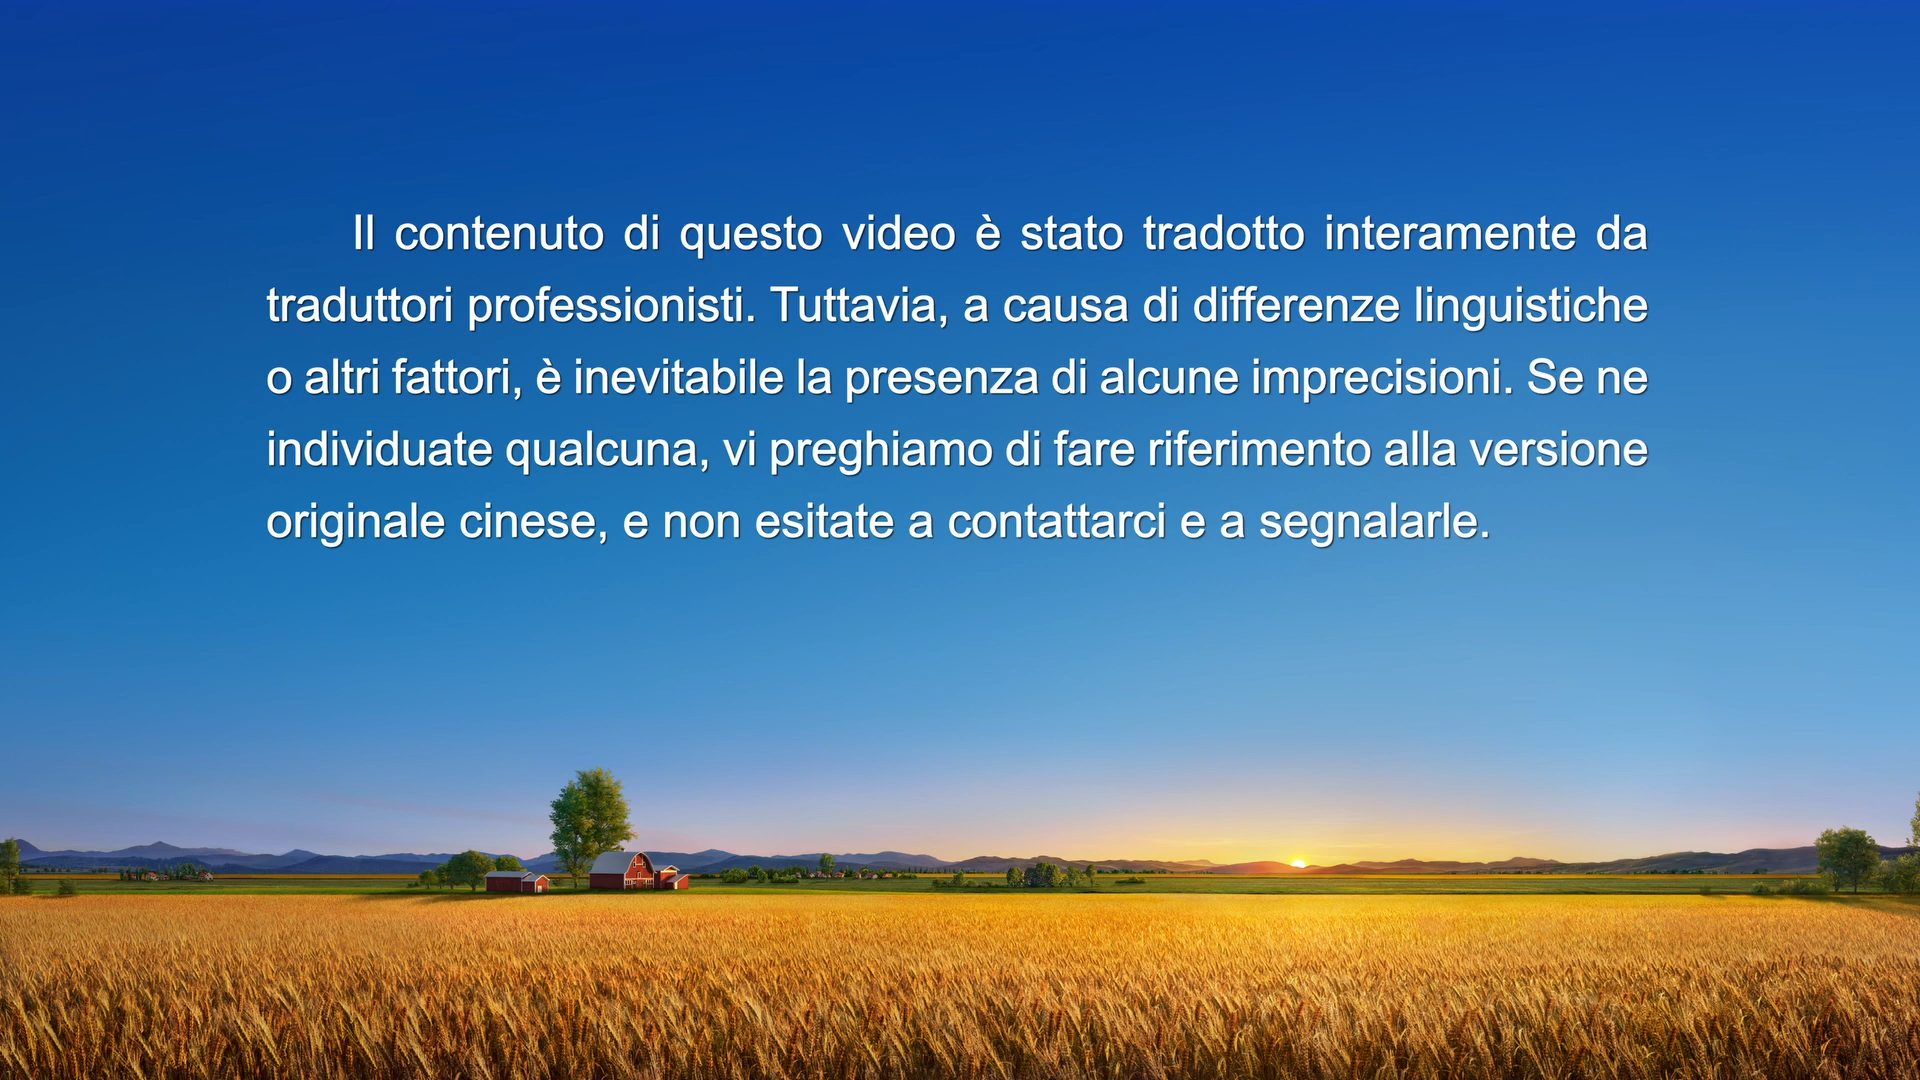 Il contenuto di questo video è stato tradotto interamente da
traduttori professionisti. Tuttavia, a causa di differenze linguistiche
o altri fattori, è inevitabile la presenza di alcune imprecisioni. Se ne
individuate qualcuna, vi preghiamo di fare riferimento alla versione
originale cinese, e non esitate a contattarci e a segnalarle.